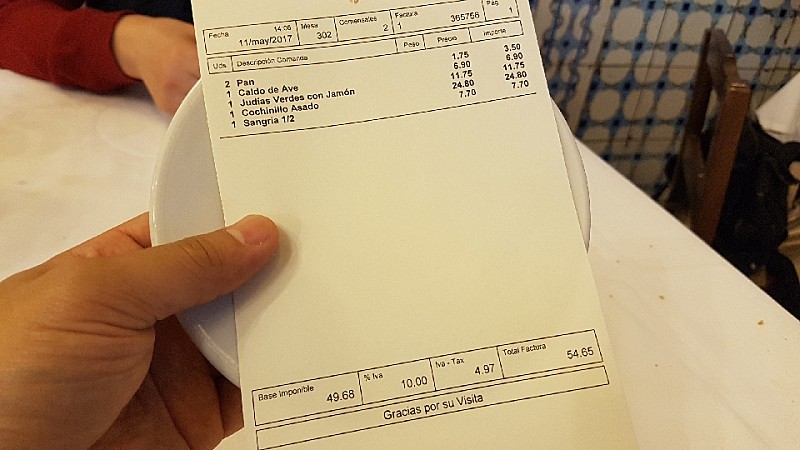 Fecha 14:06 11/may/2017 Mesa 302 Comensales 2 Factura 1 365756 Pág. 1
Uds Descripción Comanda Peso Precio Importe
2 Pan 1.75 3.50
1 Caldo de Ave 6.90 6.90
1 Judías Verdes con Jamón 11.75 11.75
1 Cochinillo Asado 24.80 24.80
1 Sangria 1/2 7.70 7.70
Base Imponible 49.68 % Iva 10.00 Iva - Tax 4.97 Total Factura 54.65
Gracias por su Visita